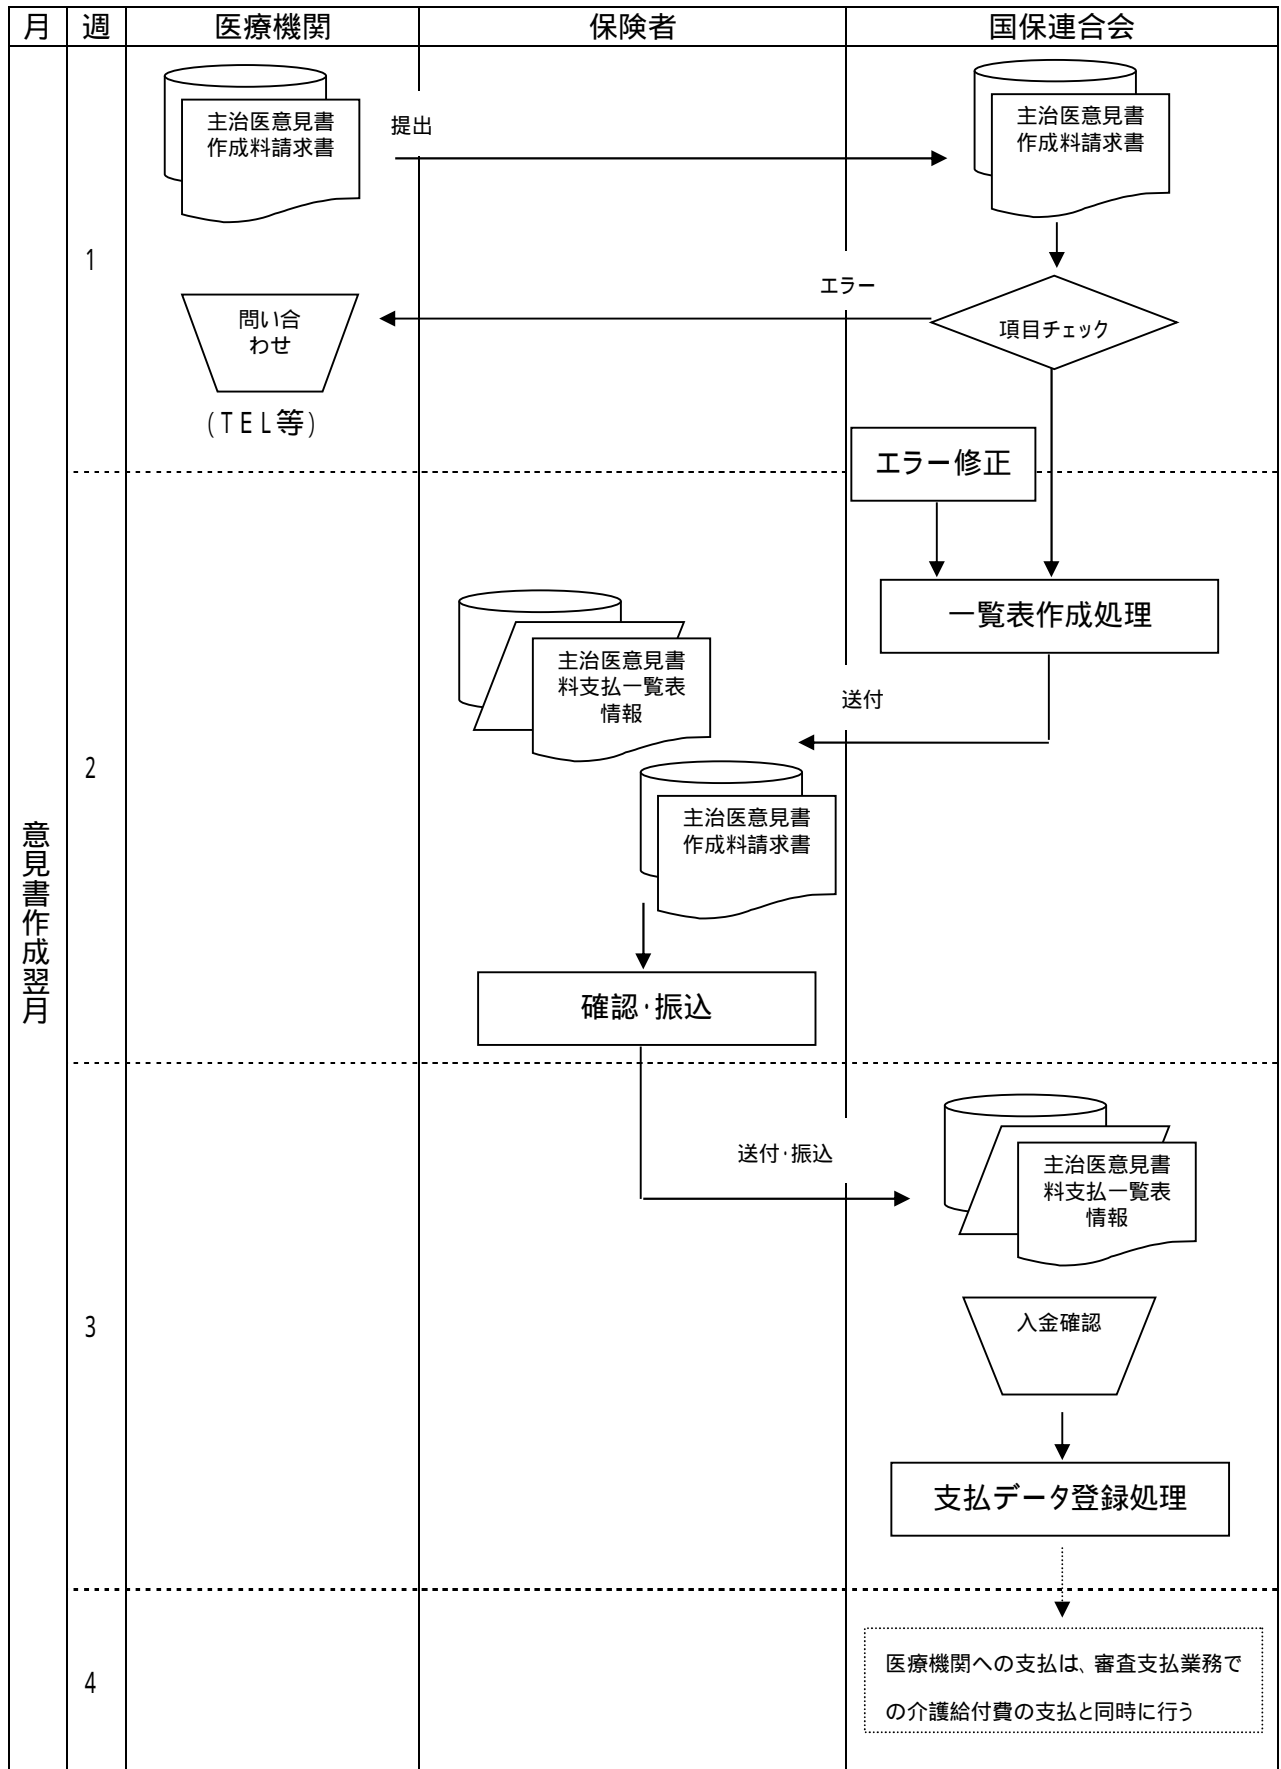 月
週
医療機関
保険者
国保連合会
主治医意見書
作成料請求書
提出
主治医意見書
作成料請求書
1
エラー
問い合
わせ
項目チェック
(TEL等)
エラー修正
一覧表作成処理
主治医意見書
料支払一覧表
情報
送付
2
主治医意見書
作成料請求書
意見書作成翌月
確認・振込
送付・振込
主治医意見書
料支払一覧表
情報
3
入金確認
支払データ登録処理
4
医療機関への支払は、審査支払業務で
の介護給付費の支払と同時に行う